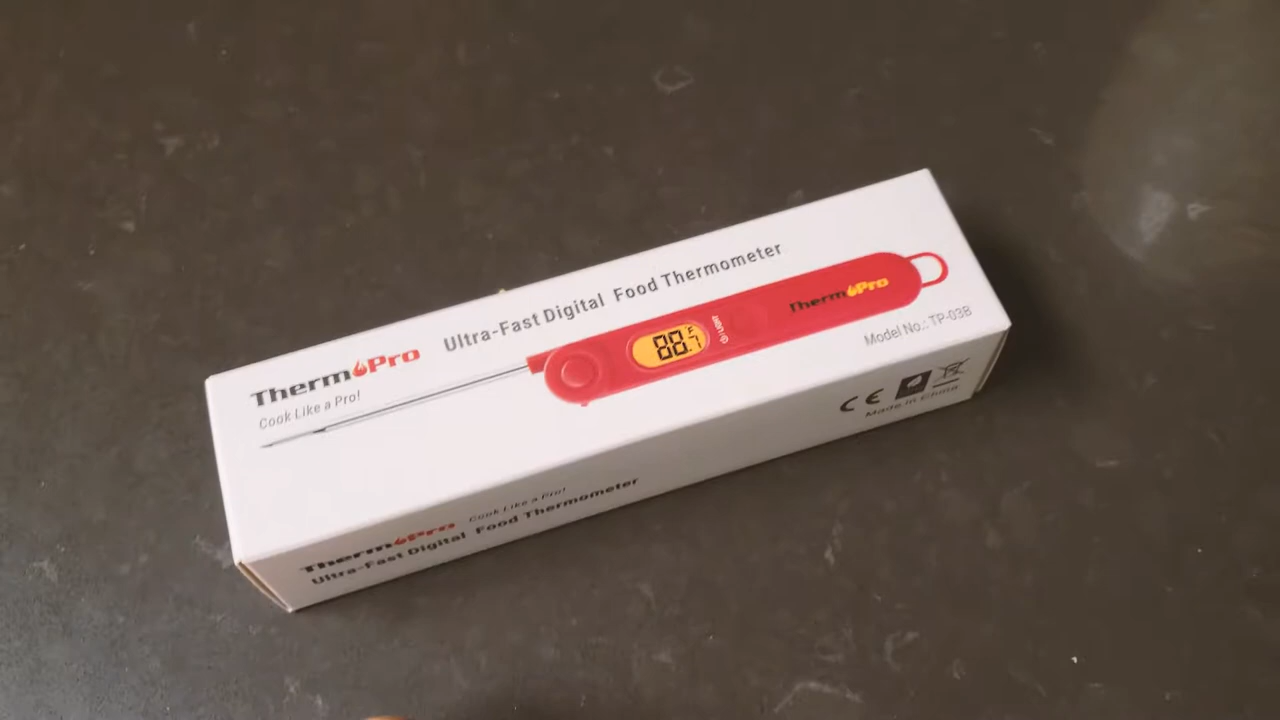 ThermoPro
Cook Like a Pro!
Ultra-Fast Digital Food Thermometer
88.7 °F
ThermoPro
Model No.: TP-03B
ThermoPro Cook Like a Pro!
Ultra-Fast Digital Food Thermometer
CE
Made in China